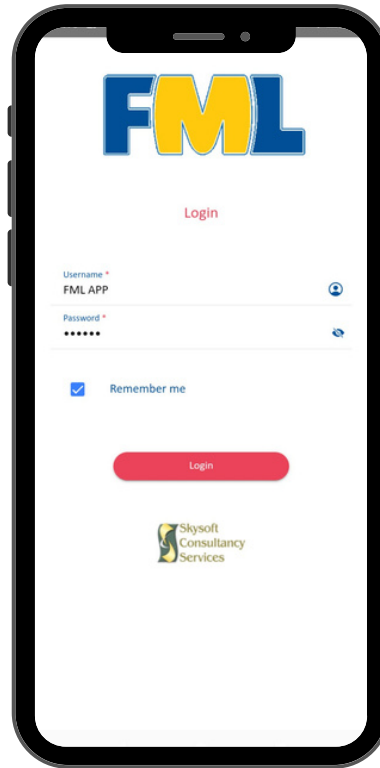 FML
Login
Username *
FML APP
Password *
••••••
Remember me
Login
Skysoft
Consultancy
Services